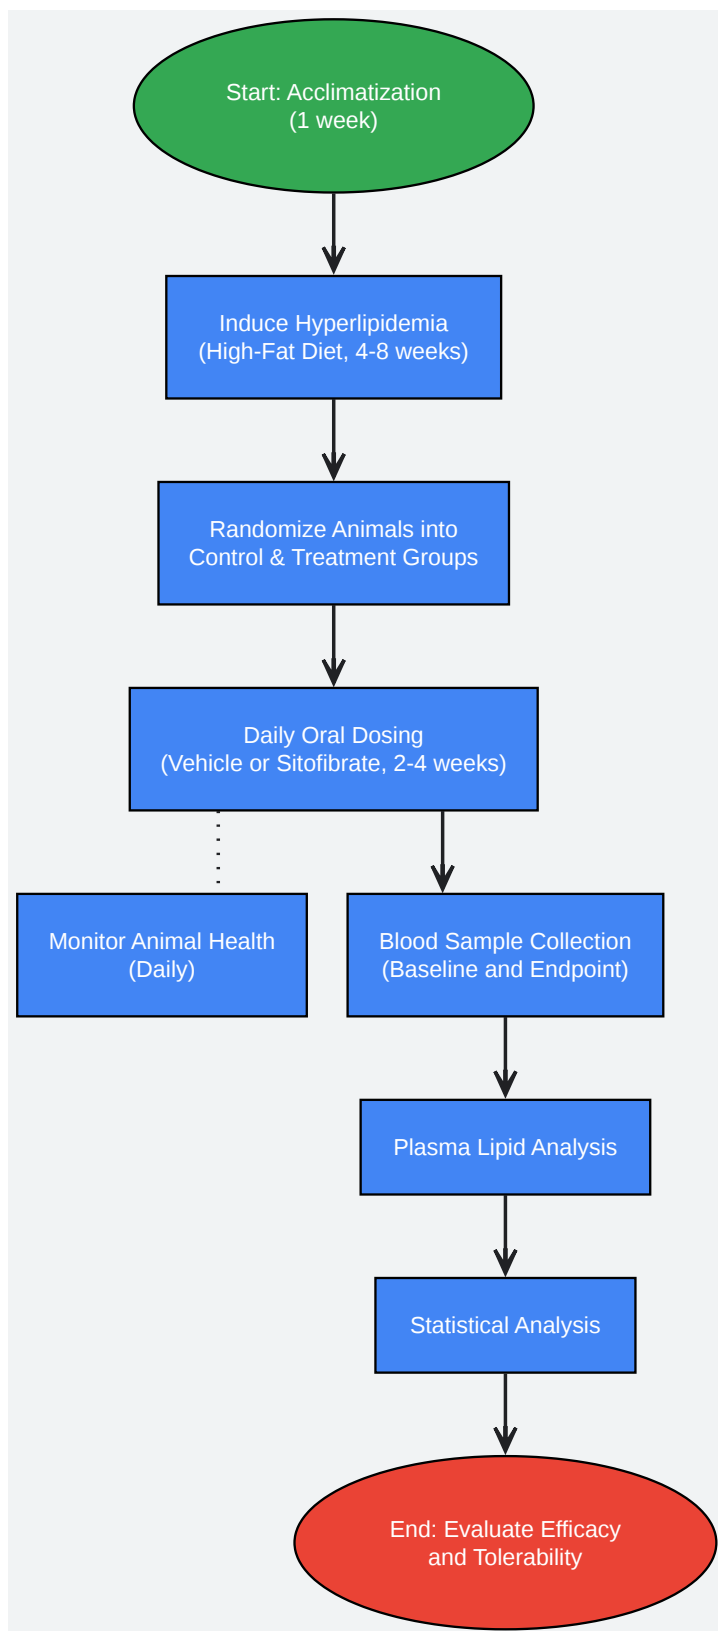 Start: Acclimatization
(1 week)
Induce Hyperlipidemia
(High-Fat Diet, 4-8 weeks)
Randomize Animals into
Control & Treatment Groups
Daily Oral Dosing
(Vehicle or Sitofibrate, 2-4 weeks)
Monitor Animal Health
(Daily)
Blood Sample Collection
(Baseline and Endpoint)
Plasma Lipid Analysis
Statistical Analysis
End: Evaluate Efficacy
and Tolerability